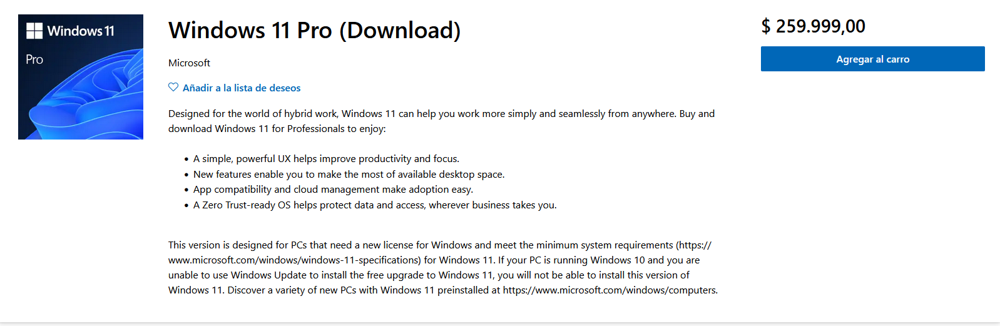 Windows 11
Pro
Windows 11 Pro (Download)
Microsoft
Añadir a la lista de deseos
Designed for the world of hybrid work, Windows 11 can help you work more simply and seamlessly from anywhere. Buy and
download Windows 11 for Professionals to enjoy:
• A simple, powerful UX helps improve productivity and focus.
• New features enable you to make the most of available desktop space.
• App compatibility and cloud management make adoption easy.
• A Zero Trust-ready OS helps protect data and access, wherever business takes you.
This version is designed for PCs that need a new license for Windows and meet the minimum system requirements (https://
www.microsoft.com/windows/windows-11-specifications) for Windows 11. If your PC is running Windows 10 and you are
unable to use Windows Update to install the free upgrade to Windows 11, you will not be able to install this version of
Windows 11. Discover a variety of new PCs with Windows 11 preinstalled at https://www.microsoft.com/windows/computers.
$ 259.999,00
Agregar al carro